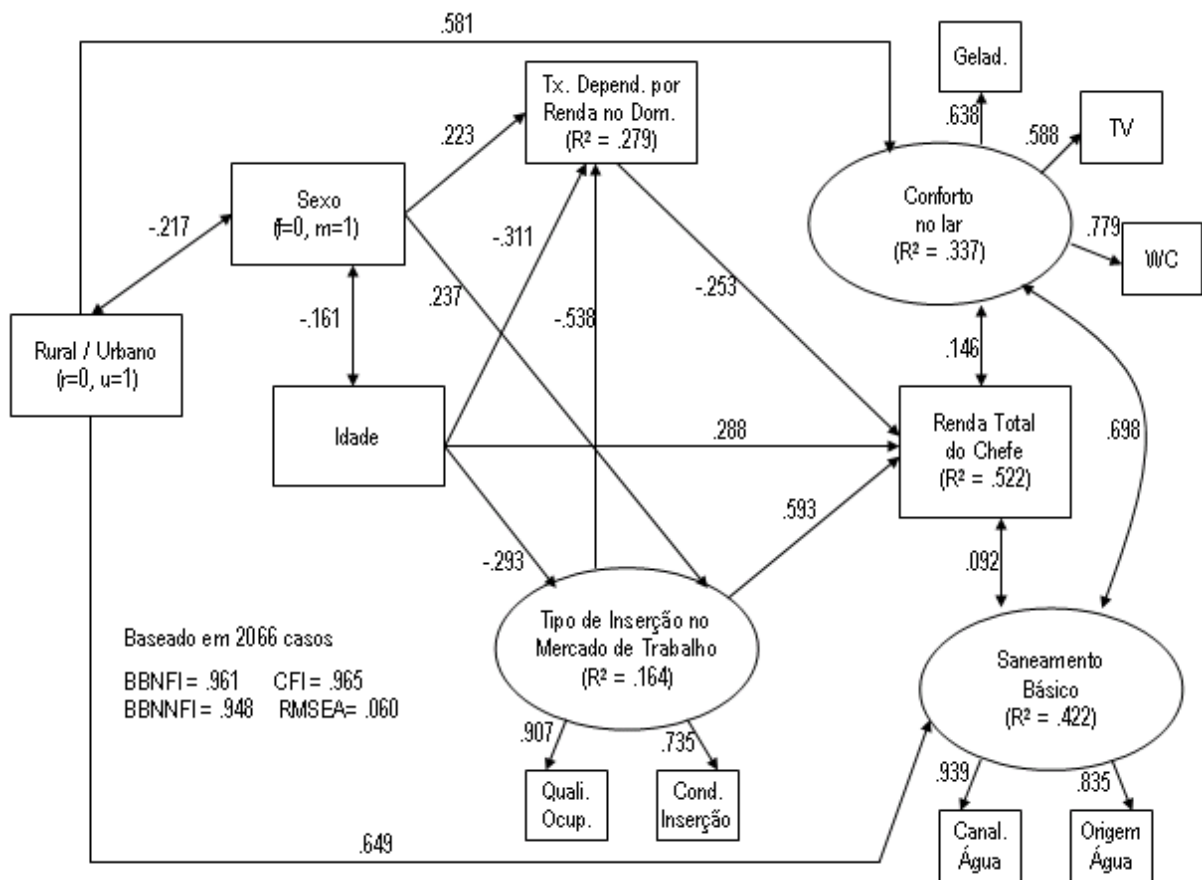 .581
Gelad.
.638
Tx. Depend. por
Renda no Dom.
(R² = .279)
TV
.588
.223
Sexo
(f=0, m=1)
Conforto
no lar
(R² = .337)
.779
WC
-.217
-.311
.237
-.253
-.161
-.538
Rural / Urbano
(r=0, u=1)
.146
Idade
.288
Renda Total
do Chefe
(R² = .522)
.698
.593
-.293
.092
Tipo de Inserção no
Mercado de Trabalho
(R² = .164)
Baseado em 2066 casos
BBNFI = .961 CFI = .965
BBNNFI = .948 RMSEA= .060
Saneamento
Básico
(R² = .422)
.907
.735
.939
.835
Quali.
Ocup.
Cond.
Inserção
Canal.
Água
Origem
Água
.649